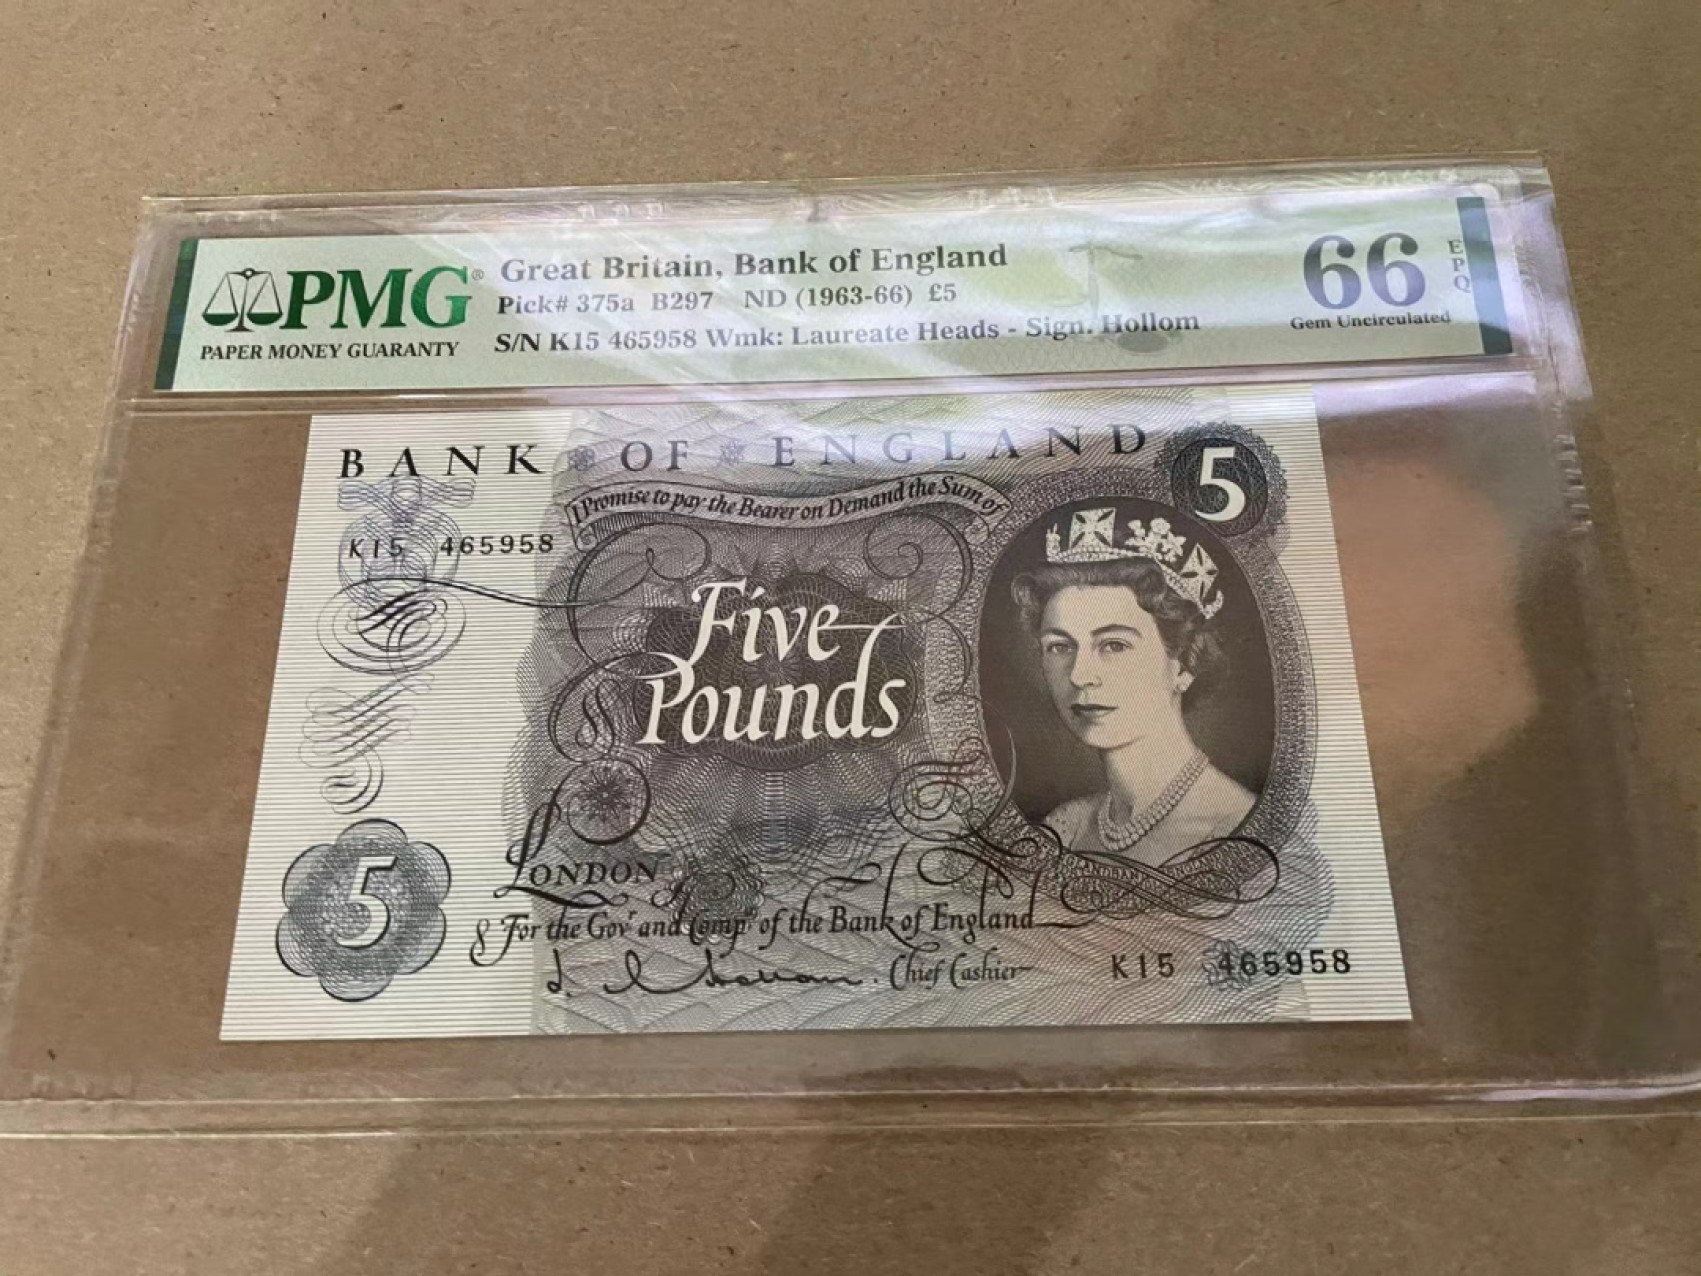 PMG®
PAPER MONEY GUARANTY
Great Britain, Bank of England
Pick# 375a B297 ND (1963-66) £5
S/N K15 465958 Wmk: Laureate Heads - Sign. Hollom
66
EPQ
Gem Uncirculated
BANK OF ENGLAND
5
I Promise to pay the Bearer on Demand the Sum of
K15 465958
Five
Pounds
5
LONDON
For the Govr and Compa of the Bank of England
Chief Cashier
K15 465958